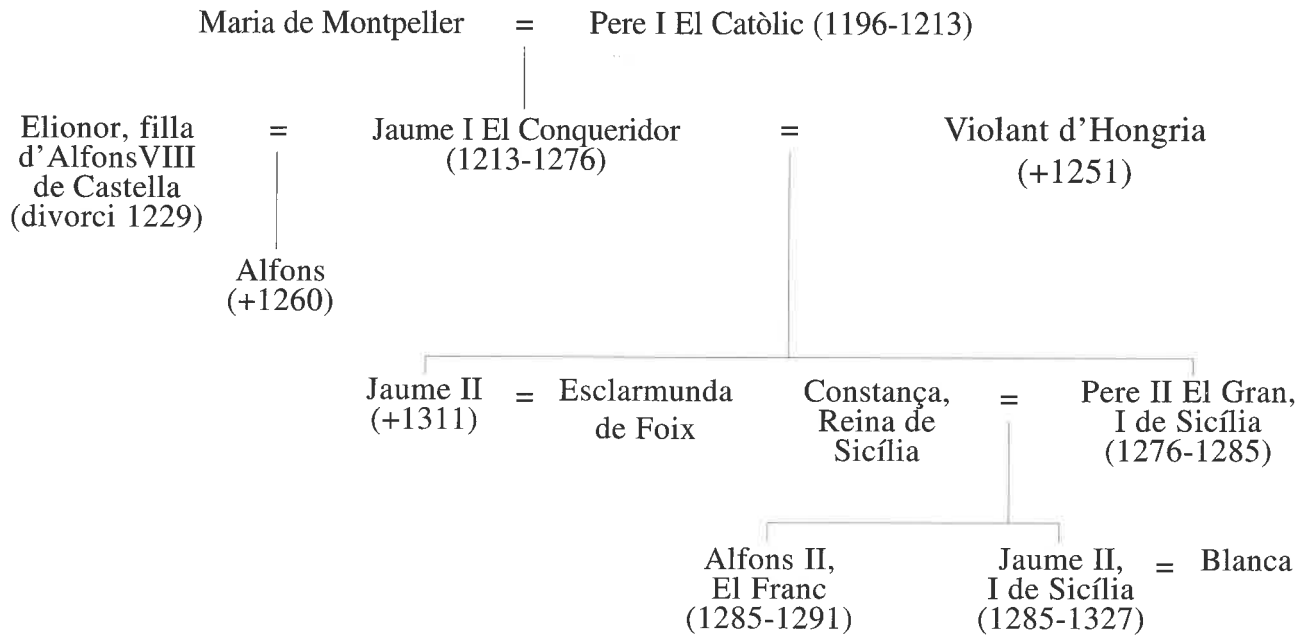 Maria de Montpeller = Pere I El Catòlic (1196-1213)
Elionor, filla
d'AlfonsVIII
de Castella
(divorci 1229)
=
Jaume I El Conqueridor
(1213-1276)
=
Violant d'Hongria
(+1251)
Alfons
(+1260)
Jaume II
(+1311)
=
Esclarmunda
de Foix
Constança,
Reina de
Sicília
=
Pere II El Gran,
I de Sicília
(1276-1285)
Alfons II,
El Franc
(1285-1291)
Jaume II,
I de Sicília
(1285-1327)
=
Blanca